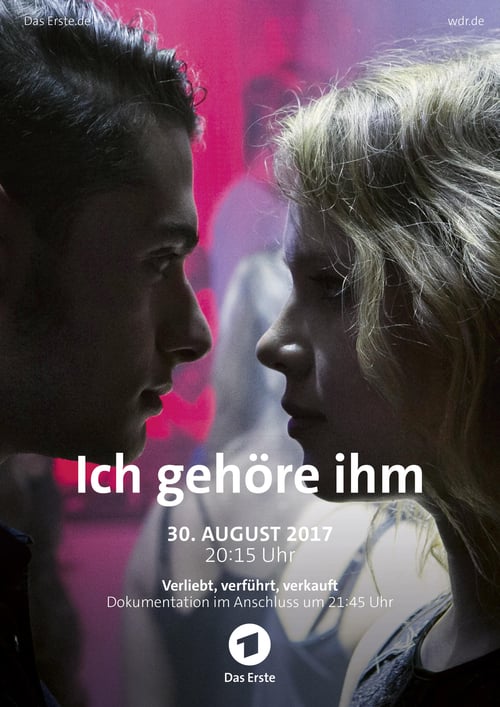 Das Erste.de
wdr.de
Ich gehöre ihm
30. AUGUST 2017
20:15 Uhr
Verliebt, verführt, verkauft
Dokumentation im Anschluss um 21:45 Uhr
1
Das Erste